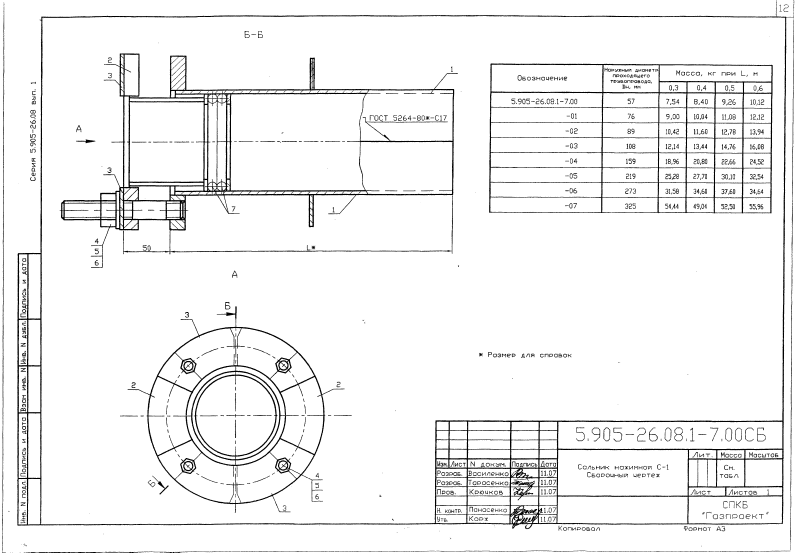 12
Б-Б
Серия 5.905-26.08 вып. 1
2
3
1
А
ГОСТ 5264-80*-С17
3
7
1
4
5
6
50
L*
Обозначение
Наружный диаметр проходящего трубопровода, Dн, мм
Масса, кг при L, м
0,3 0,4 0,5 0,6
5.905-26.08.1-7.00 57 7,54 8,40 9,26 10,12
-01 76 9,00 10,04 11,08 12,12
-02 89 10,42 11,60 12,78 13,94
-03 108 12,14 13,44 14,76 16,08
-04 159 18,96 20,80 22,66 24,52
-05 219 25,28 27,70 30,10 32,54
-06 273 31,58 34,60 37,60 34,64
-07 325 54,44 49,04 52,50 55,96
А
Б
3
2
2
4
5
6
Б
3
* Размер для справок
Инв. N подл. Подпись и дата Взам инв. N Инв. N дубл. Подпись и дата
5.905-26.08.1-7.00СБ
Изм. Лист N докум. Подпись Дата
Разраб. Василенко 11.07
Разраб. Тарасенко 11.07
Пров. Крючков 11.07
Н. контр. Панасенко 11.07
Утв. Корж 11.07
Сальник нажимной С-1
Сборочный чертеж
Лит. Масса Масштаб
См. табл.
Лист Листов 1
СПКБ
"Газпроект"
Копировал
Формат А3